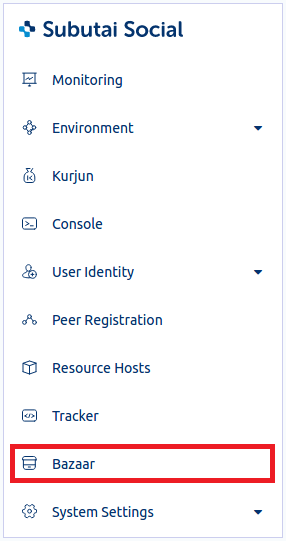 Subutai Social
Monitoring
Environment
Kurjun
Console
User Identity
Peer Registration
Resource Hosts
Tracker
Bazaar
System Settings